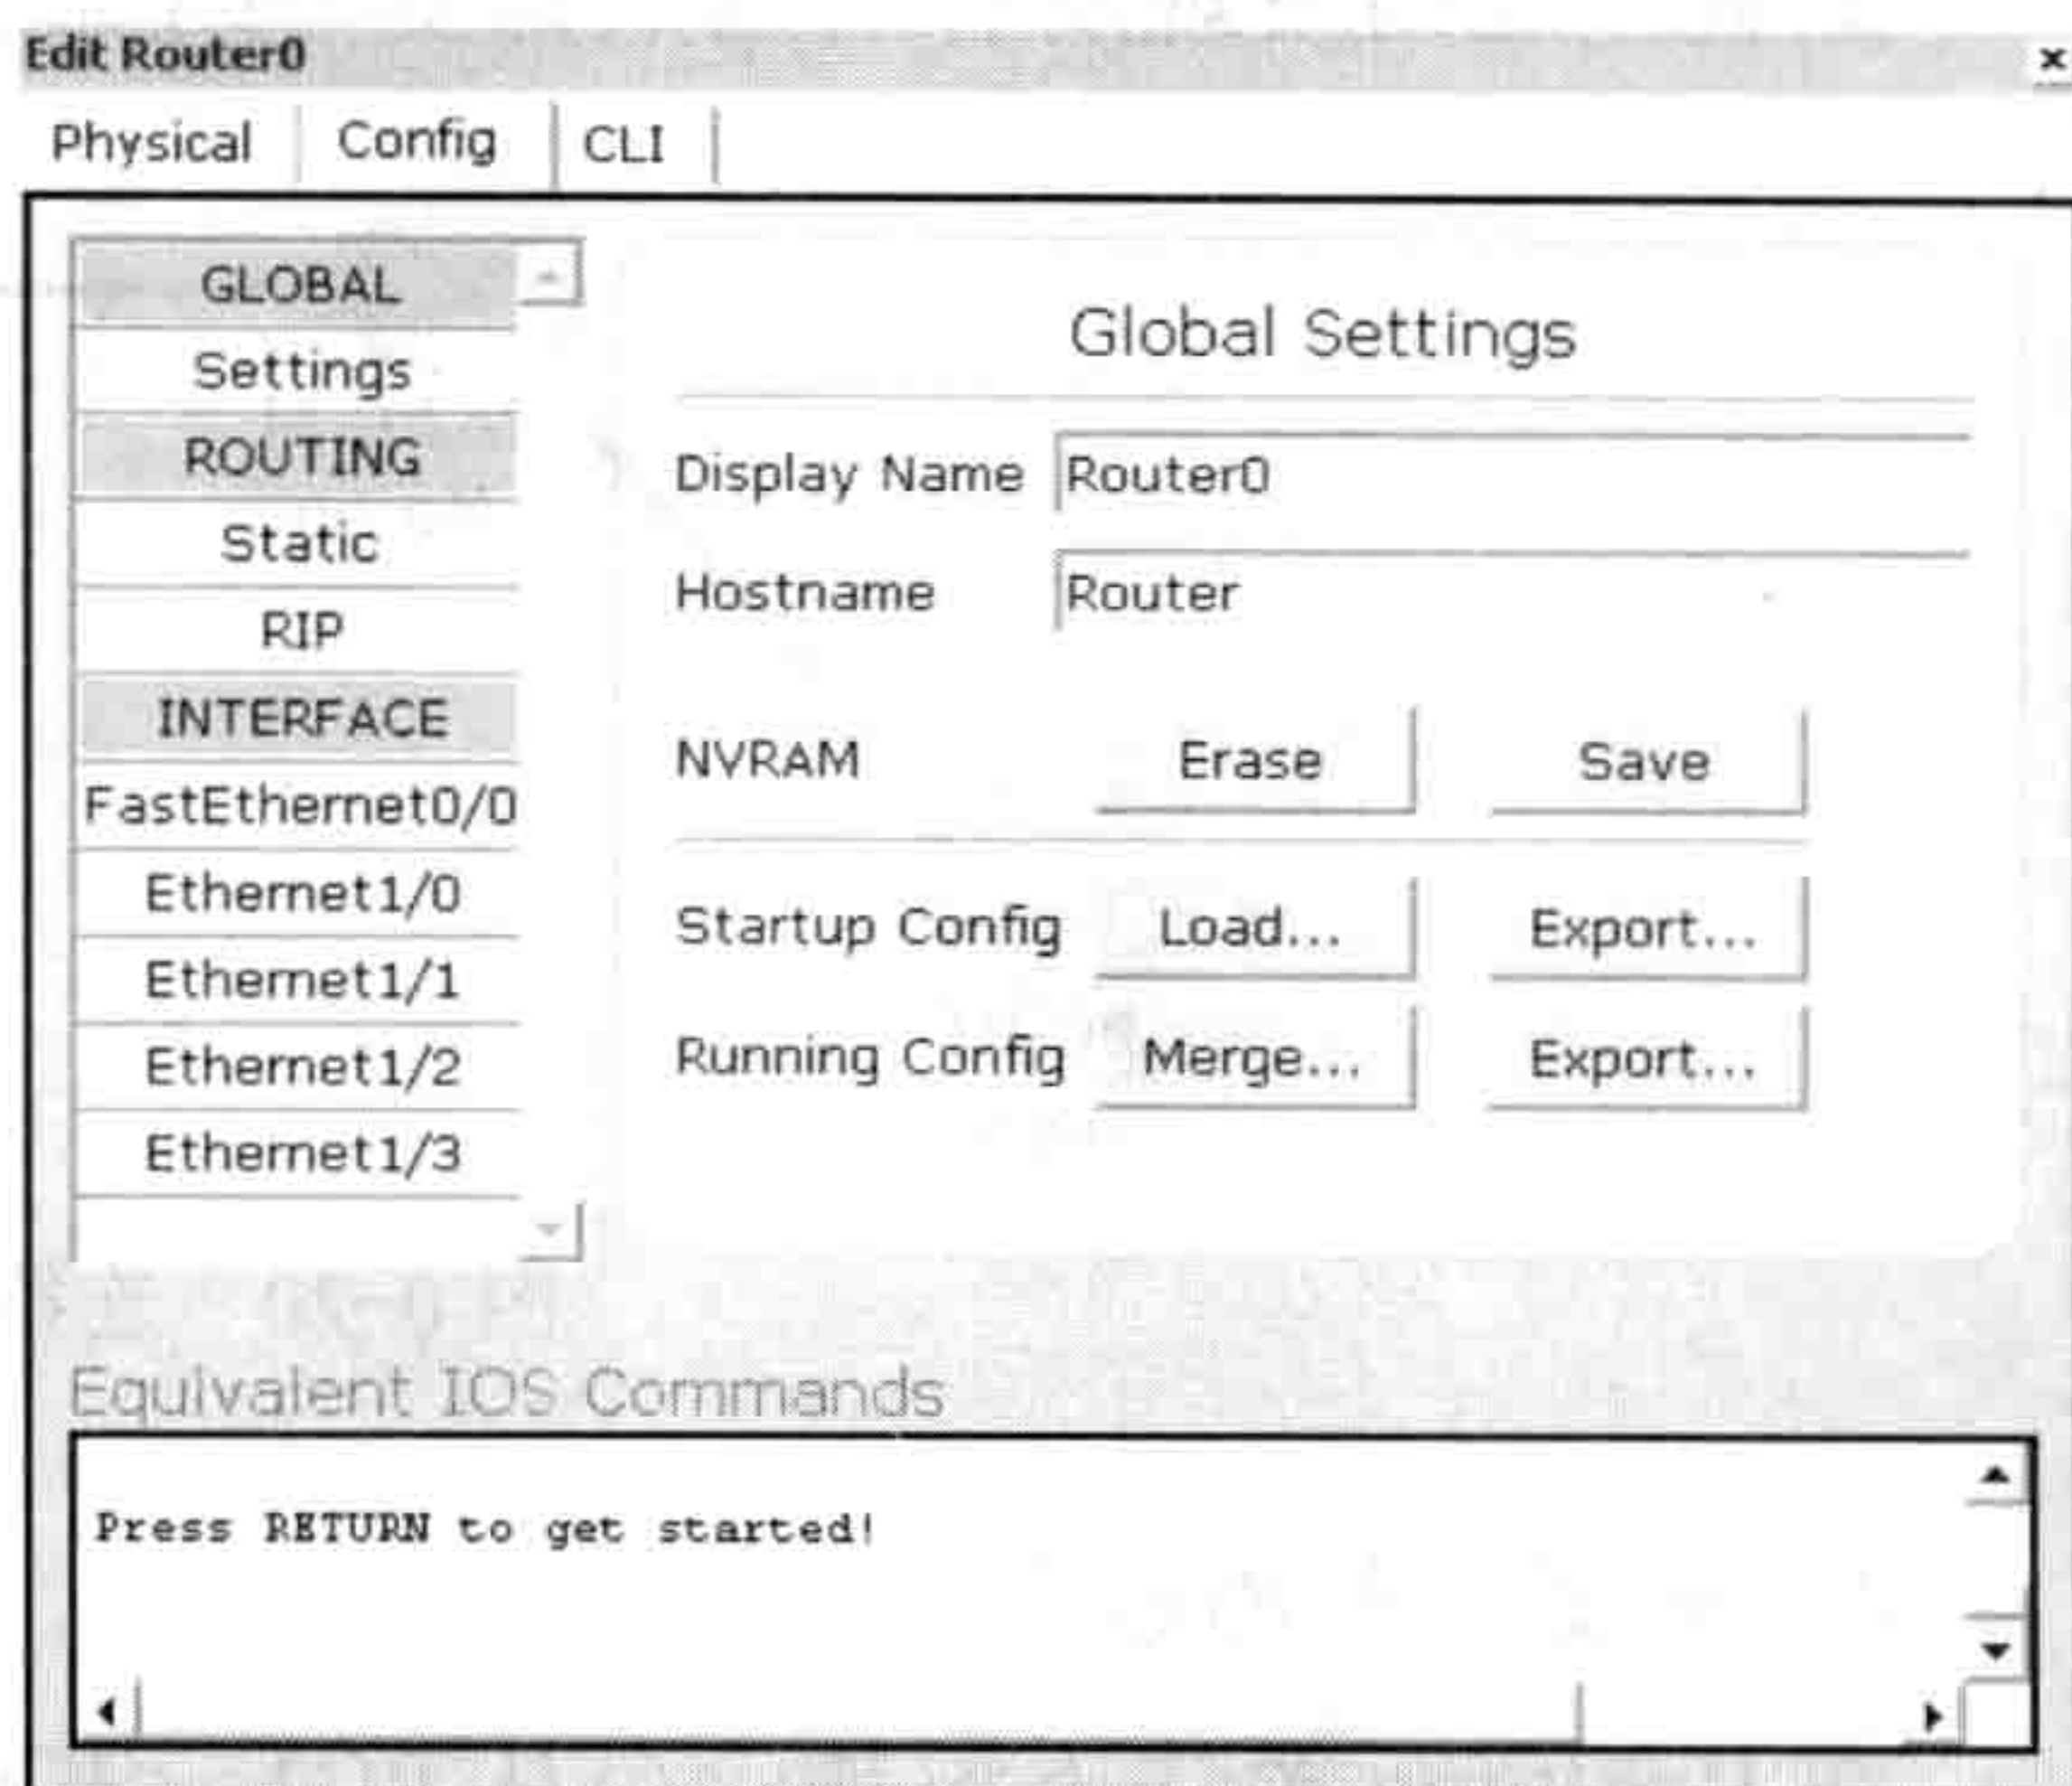 Edit Router0
Physical Config CLI
GLOBAL
Settings
ROUTING
Static
RIP
INTERFACE
FastEthernet0/0
Ethernet1/0
Ethernet1/1
Ethernet1/2
Ethernet1/3
Global Settings
Display Name Router0
Hostname Router
NVRAM Erase Save
Startup Config Load... Export...
Running Config Merge... Export...
Equivalent IOS Commands
Press RETURN to get started!